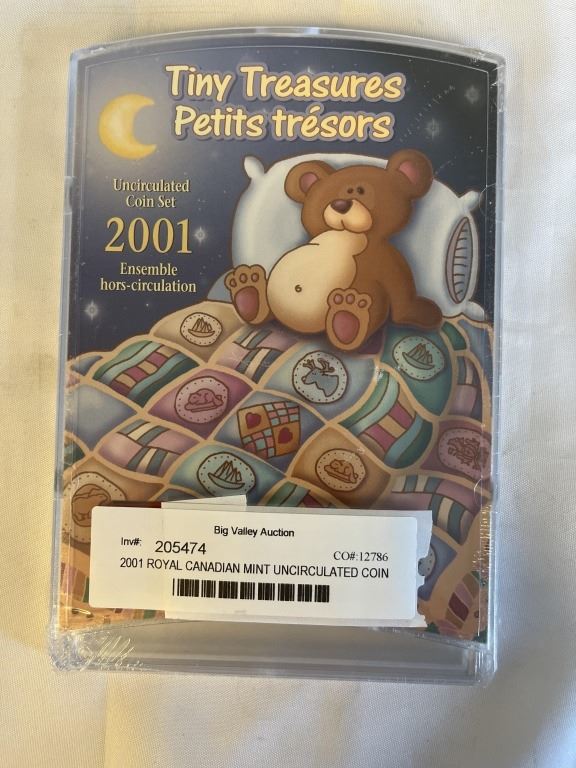 Tiny Treasures
Petits trésors
Uncirculated
Coin Set
2001
Ensemble
hors-circulation
Big Valley Auction
Inv#: 205474 CO#:12786
2001 ROYAL CANADIAN MINT UNCIRCULATED COIN